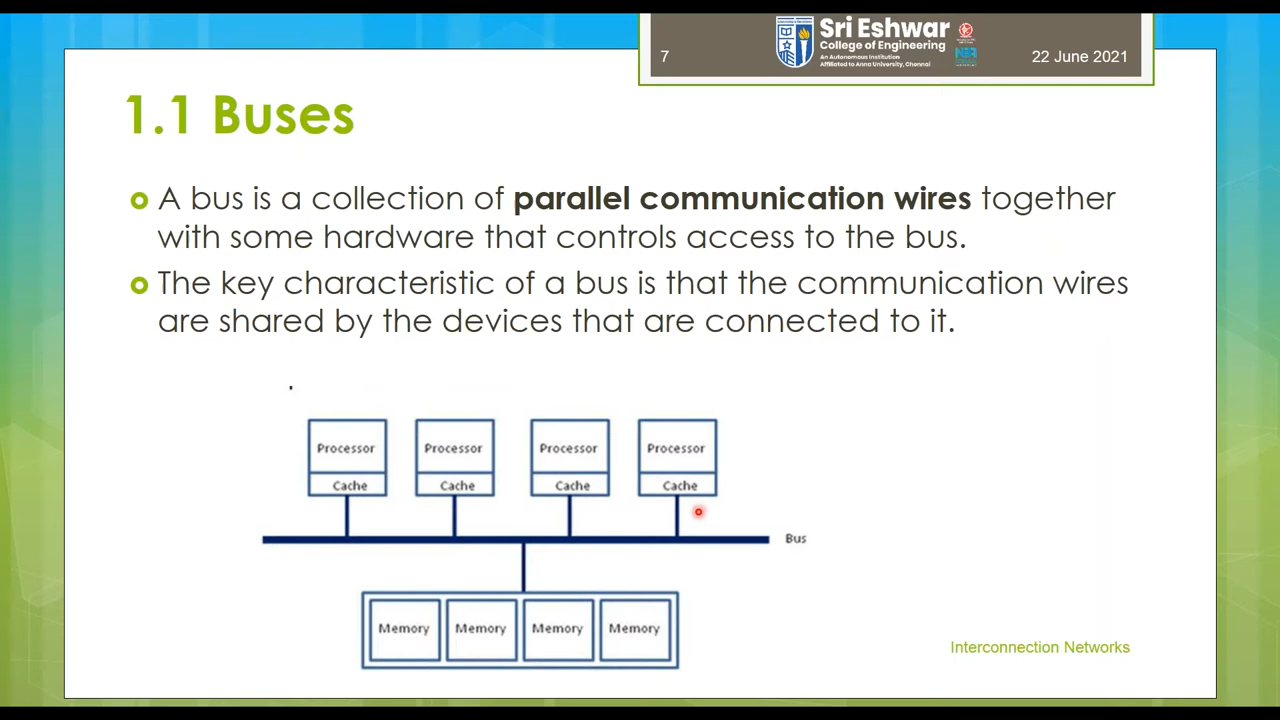 7
Sri Eshwar
College of Engineering
An Autonomous Institution
Affiliated to Anna University, Chennai
22 June 2021
1.1 Buses
A bus is a collection of parallel communication wires together
with some hardware that controls access to the bus.
The key characteristic of a bus is that the communication wires
are shared by the devices that are connected to it.
Processor Processor Processor Processor
Cache Cache Cache Cache
Bus
Memory Memory Memory Memory
Interconnection Networks